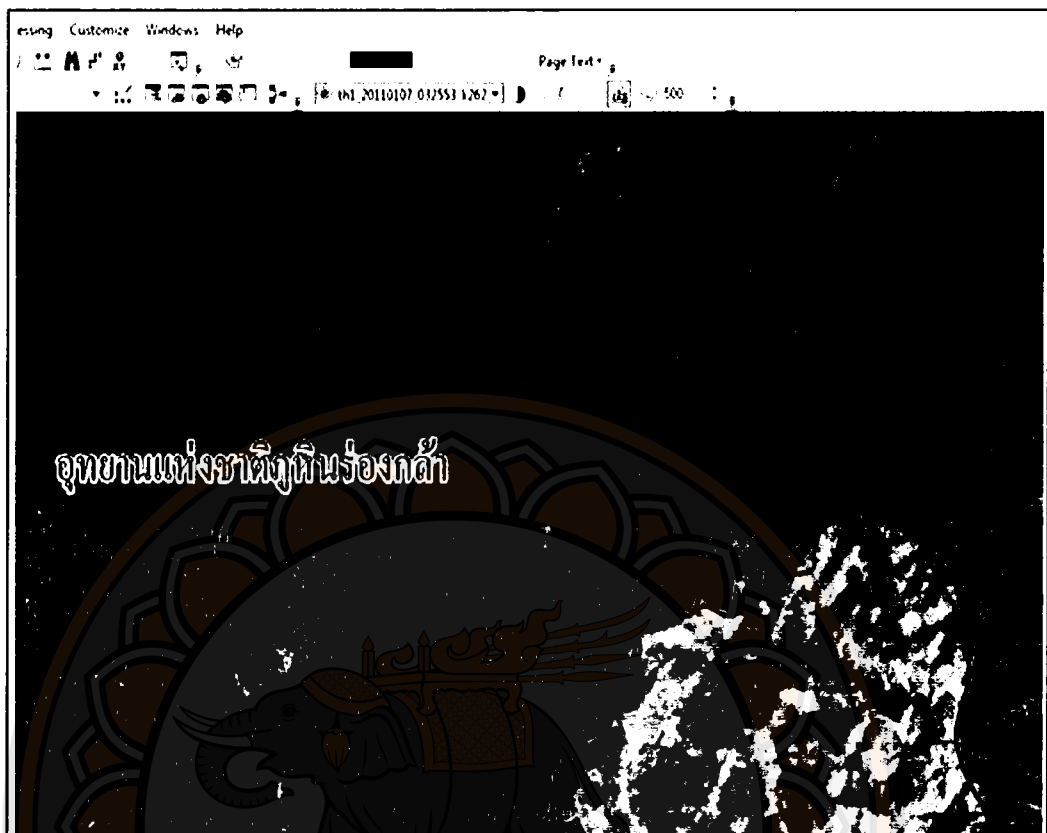 essing Customize Windows Help
Page Text
th1_20110107_032553_k262 500
อุทยานแห่งชาติภูหินร่องกล้า